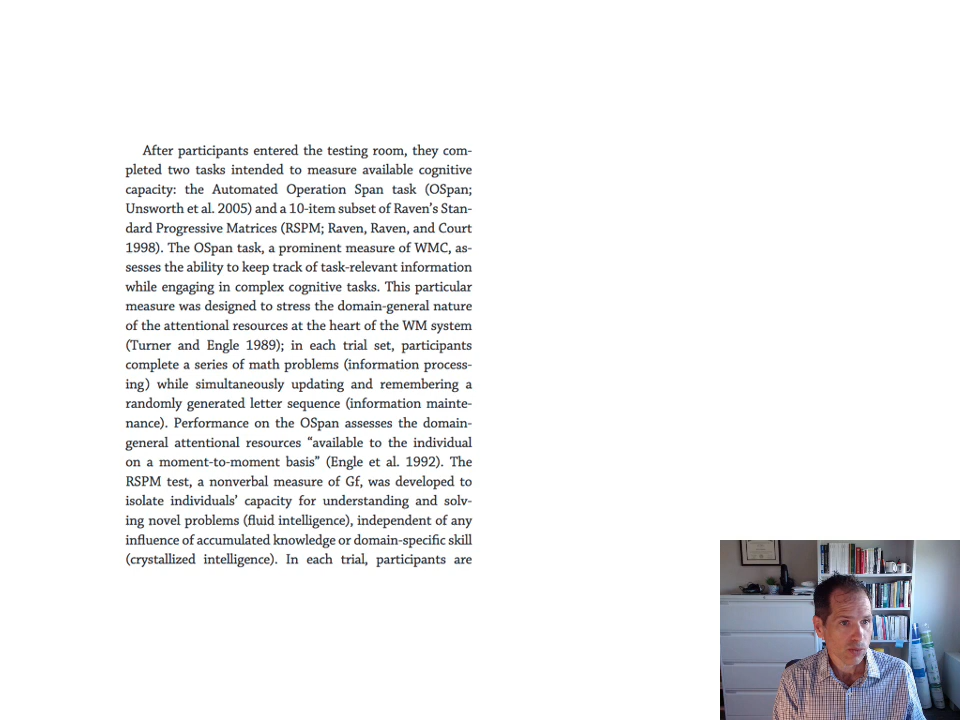 After participants entered the testing room, they com-
pleted two tasks intended to measure available cognitive
capacity: the Automated Operation Span task (OSpan;
Unsworth et al. 2005) and a 10-item subset of Raven's Stan-
dard Progressive Matrices (RSPM; Raven, Raven, and Court
1998). The OSpan task, a prominent measure of WMC, as-
sesses the ability to keep track of task-relevant information
while engaging in complex cognitive tasks. This particular
measure was designed to stress the domain-general nature
of the attentional resources at the heart of the WM system
(Turner and Engle 1989); in each trial set, participants
complete a series of math problems (information process-
ing) while simultaneously updating and remembering a
randomly generated letter sequence (information mainte-
nance). Performance on the OSpan assesses the domain-
general attentional resources “available to the individual
on a moment-to-moment basis” (Engle et al. 1992). The
RSPM test, a nonverbal measure of Gf, was developed to
isolate individuals’ capacity for understanding and solv-
ing novel problems (fluid intelligence), independent of any
influence of accumulated knowledge or domain-specific skill
(crystallized intelligence). In each trial, participants are